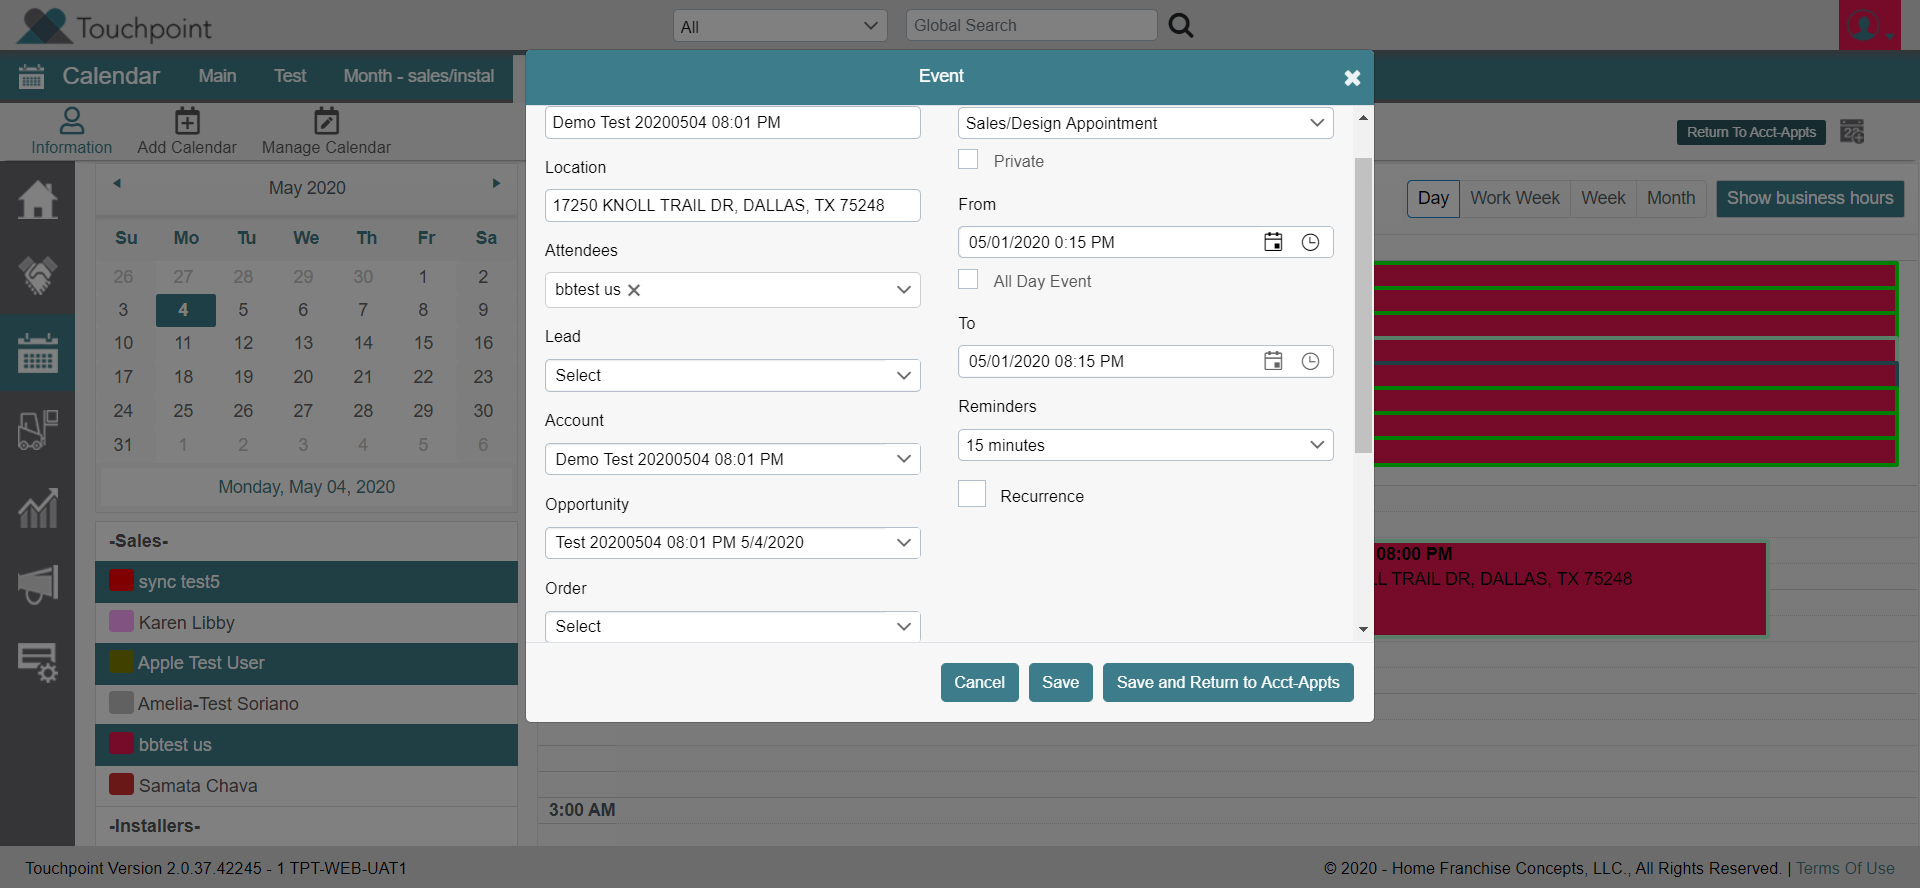 Touchpoint
All
Global Search
Calendar Main Test Month - sales/instal
Information Add Calendar Manage Calendar
Return To Acct-Appts
May 2020
Su Mo Tu We Th Fr Sa
26 27 28 29 30 1 2
3 4 5 6 7 8 9
10 11 12 13 14 15 16
17 18 19 20 21 22 23
24 25 26 27 28 29 30
31 1 2 3 4 5 6
Monday, May 04, 2020
-Sales-
sync test5
Karen Libby
Apple Test User
Amelia-Test Soriano
bbtest us
Samata Chava
-Installers-
Event
Demo Test 20200504 08:01 PM
Location
17250 KNOLL TRAIL DR, DALLAS, TX 75248
Attendees
bbtest us
Lead
Select
Account
Demo Test 20200504 08:01 PM
Opportunity
Test 20200504 08:01 PM 5/4/2020
Order
Select
Sales/Design Appointment
Private
From
05/01/2020 0:15 PM
All Day Event
To
05/01/2020 08:15 PM
Reminders
15 minutes
Recurrence
Cancel Save Save and Return to Acct-Appts
Day Work Week Week Month Show business hours
08:00 PM
LL TRAIL DR, DALLAS, TX 75248
3:00 AM
Touchpoint Version 2.0.37.42245 - 1 TPT-WEB-UAT1
© 2020 - Home Franchise Concepts, LLC., All Rights Reserved. | Terms Of Use